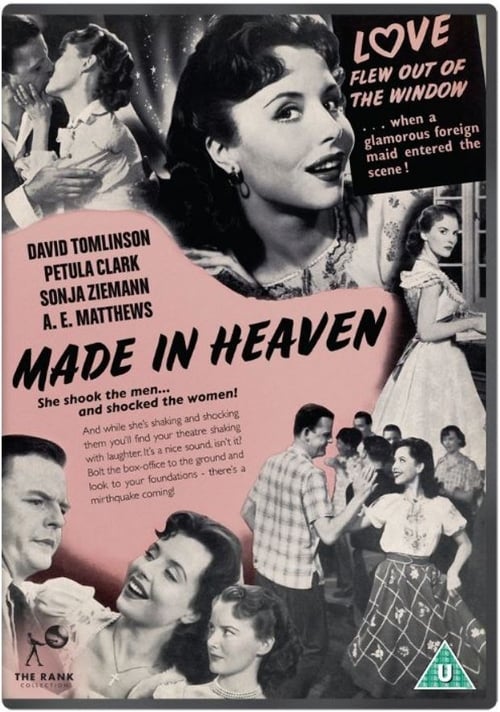 LOVE
FLEW OUT OF
THE WINDOW
. . . when a
glamorous foreign
maid entered the
scene!
DAVID TOMLINSON
PETULA CLARK
SONJA ZIEMANN
A. E. MATTHEWS
MADE IN HEAVEN
She shook the men...
and shocked the women!
And while she's shaking and shocking
them you'll find your theatre shaking
with laughter. It's a nice sound, isn't it?
Bolt the box-office to the ground and
look to your foundations - there's a
mirthquake coming!
THE RANK
COLLECTION
U